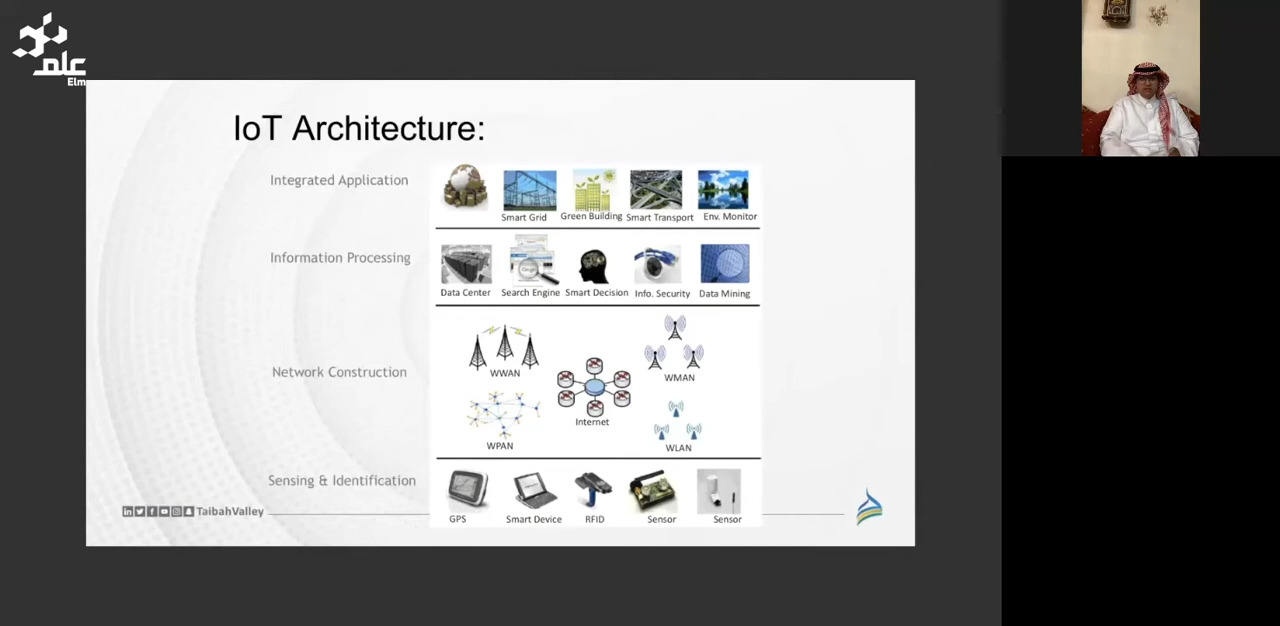 علم
Elm
IoT Architecture:
Integrated Application
Smart Grid
Green Building
Smart Transport
Env. Monitor
Information Processing
Data Center
Search Engine
Smart Decision
Info. Security
Data Mining
Network Construction
WWAN
WMAN
Internet
WPAN
WLAN
Sensing & Identification
GPS
Smart Device
RFID
Sensor
Sensor
TaibahValley